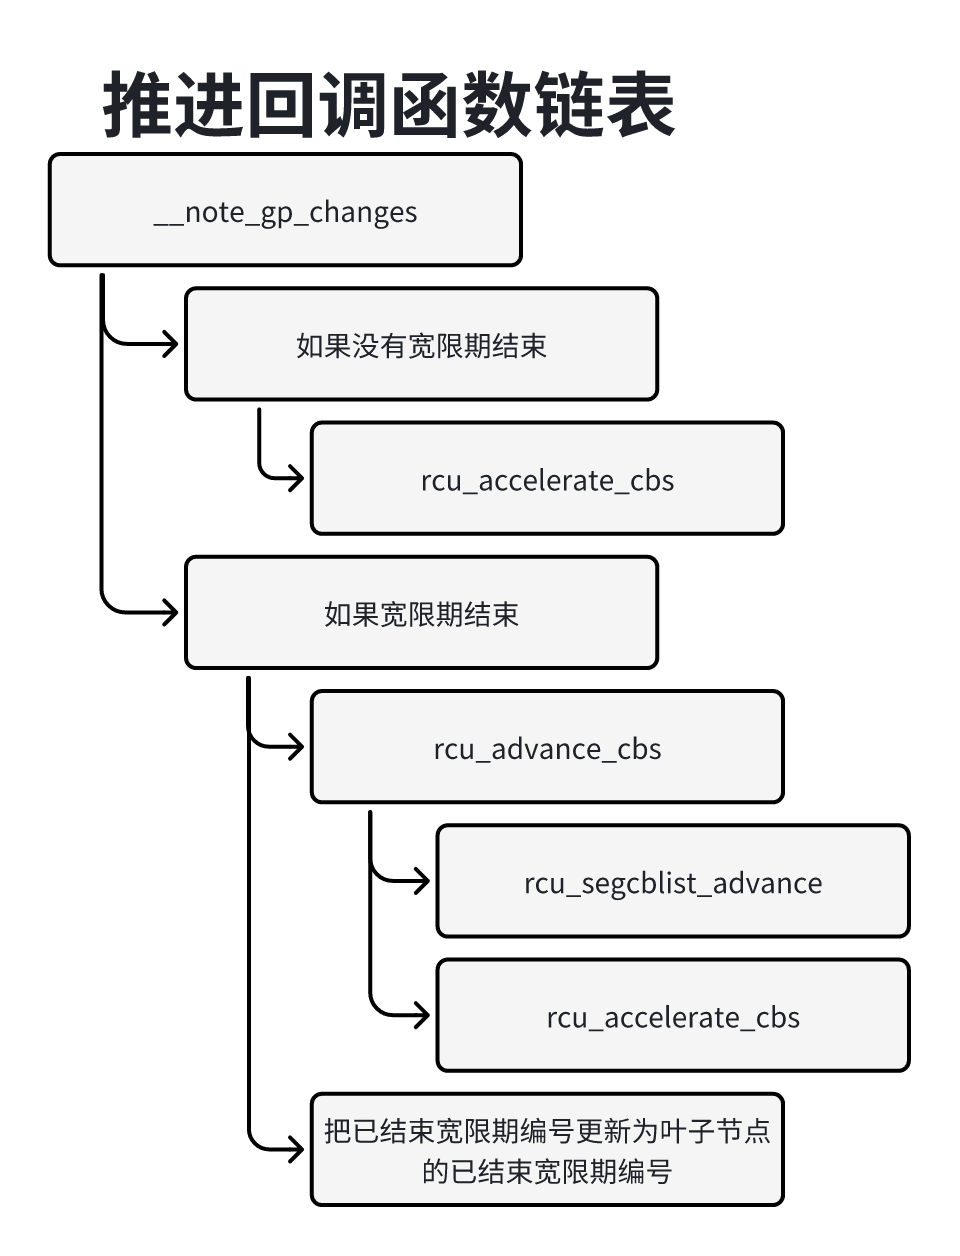 推进回调函数链表
__note_gp_changes
如果没有宽限期结束
rcu_accelerate_cbs
如果宽限期结束
rcu_advance_cbs
rcu_segcblist_advance
rcu_accelerate_cbs
把已结束宽限期编号更新为叶子节点
的已结束宽限期编号